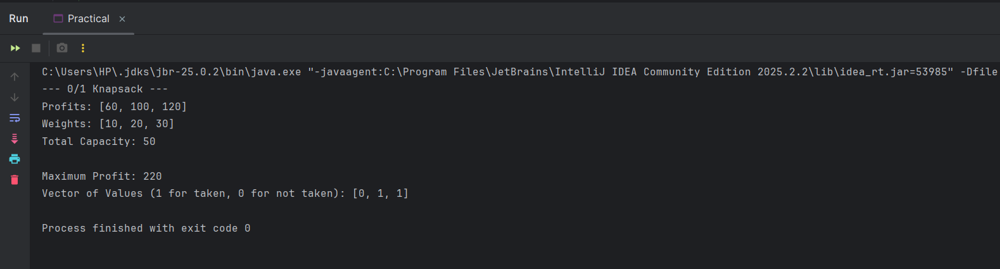 Run
Practical
C:\Users\HP\.jdks\jbr-25.0.2\bin\java.exe "-javaagent:C:\Program Files\JetBrains\IntelliJ IDEA Community Edition 2025.2.2\lib\idea_rt.jar=53985" -Dfile
--- 0/1 Knapsack ---
Profits: [60, 100, 120]
Weights: [10, 20, 30]
Total Capacity: 50
Maximum Profit: 220
Vector of Values (1 for taken, 0 for not taken): [0, 1, 1]
Process finished with exit code 0